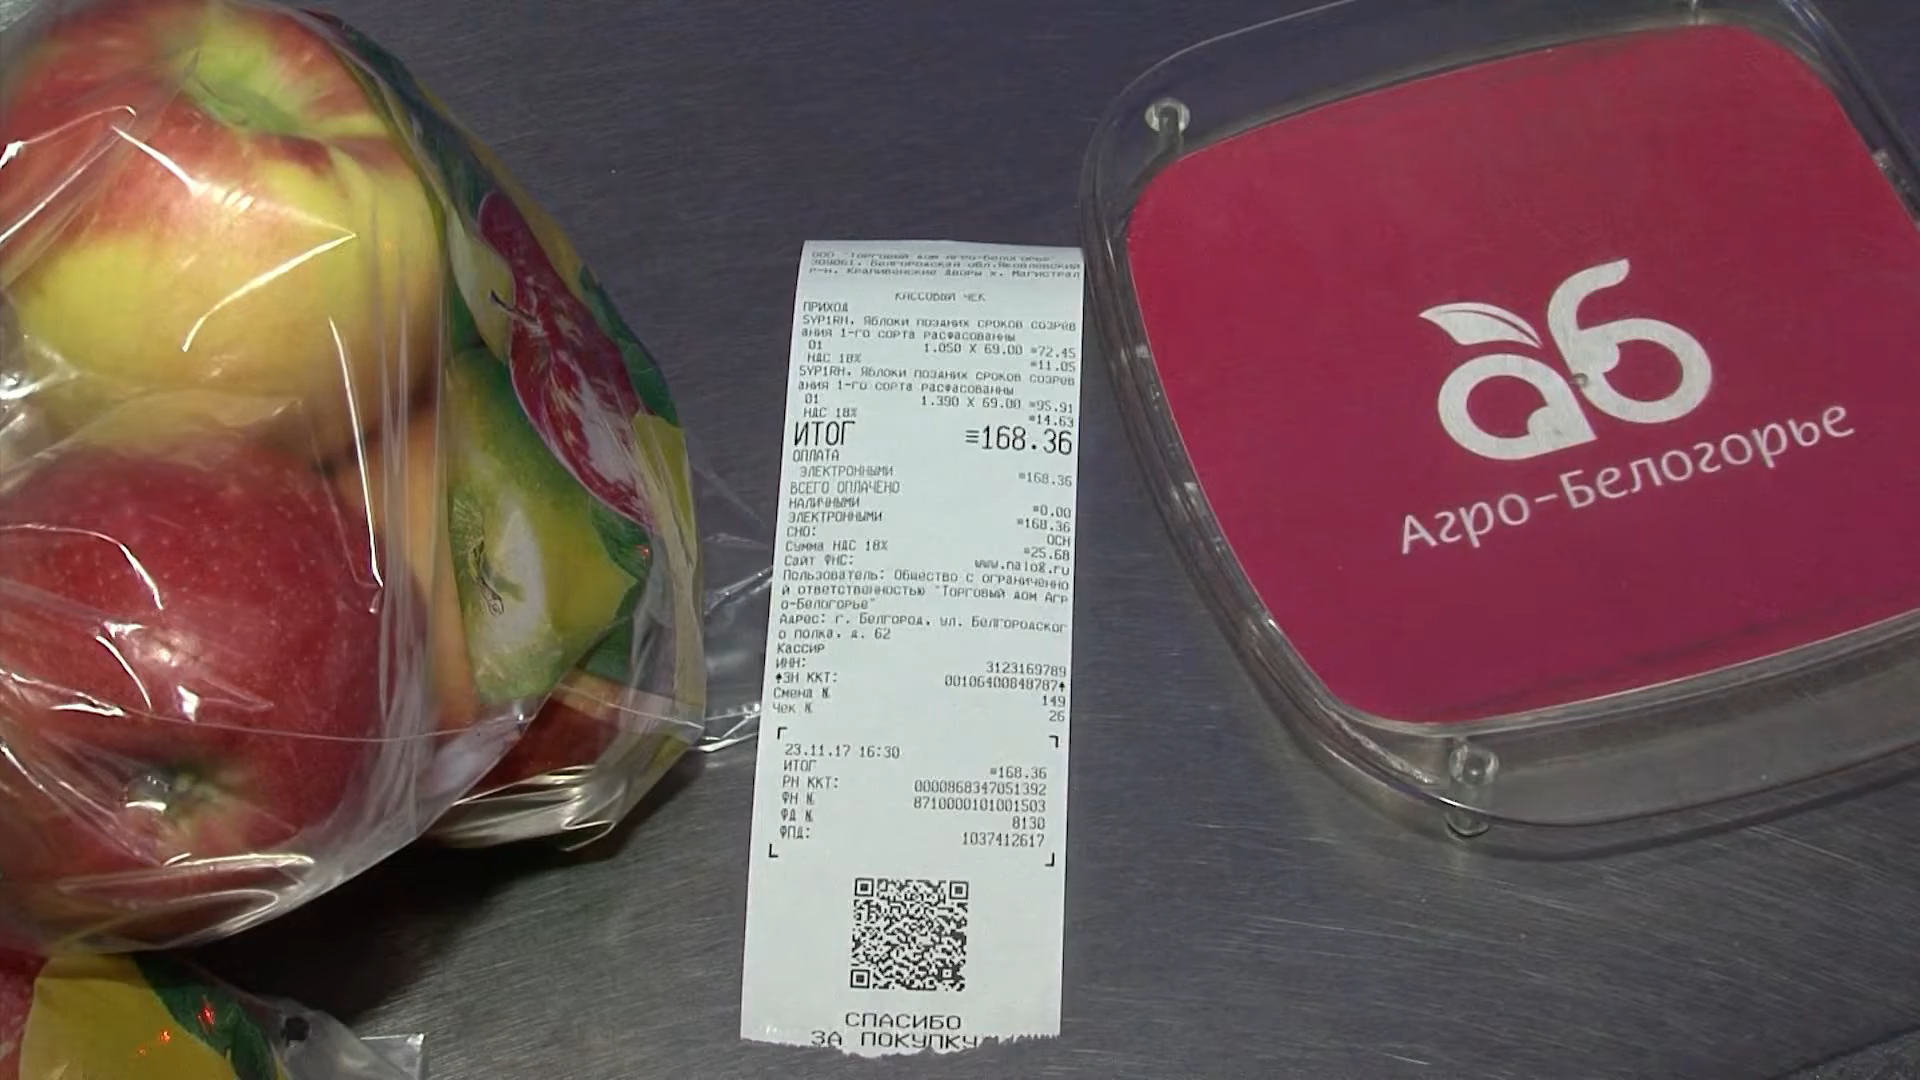 ООО "Торговый дом Агро-Белогорье"
309061, Белгородская обл.Яковлевский
р-н, Крапивенские Дворы х. Магистрал
КАССОВЫЙ ЧЕК
ПРИХОД
5YP1RH, Яблоки поздних сроков созрев
ания 1-го сорта расфасованны
01 1.050 X 69.00 =72.45
НДС 18% =11.05
5YP1RH, Яблоки поздних сроков созрев
ания 1-го сорта расфасованны
01 1.390 X 69.00 =95.91
НДС 18% =14.63
ИТОГ =168.36
ОПЛАТА
ЭЛЕКТРОННЫМИ =168.36
ВСЕГО ОПЛАЧЕНО
НАЛИЧНЫМИ =0.00
ЭЛЕКТРОННЫМИ =168.36
СНО: ОСН
Сумма НДС 18% =25.68
Сайт ФНС: www.nalog.ru
Пользователь: Общество с ограниченно
й ответственностью "Торговый дом Агр
о-Белогорье"
Адрес: г. Белгород, ул. Белгородског
о полка, д. 62
Кассир
ИНН: 3123169789
ЗН ККТ: 00106400848787
Смена № 149
Чек № 26
23.11.17 16:30
ИТОГ =168.36
РН ККТ: 0000868347051392
ФН № 8710000101001503
ФД № 8130
ФПД: 1037412617
СПАСИБО
ЗА ПОКУПКУ
аб
Агро-Белогорье